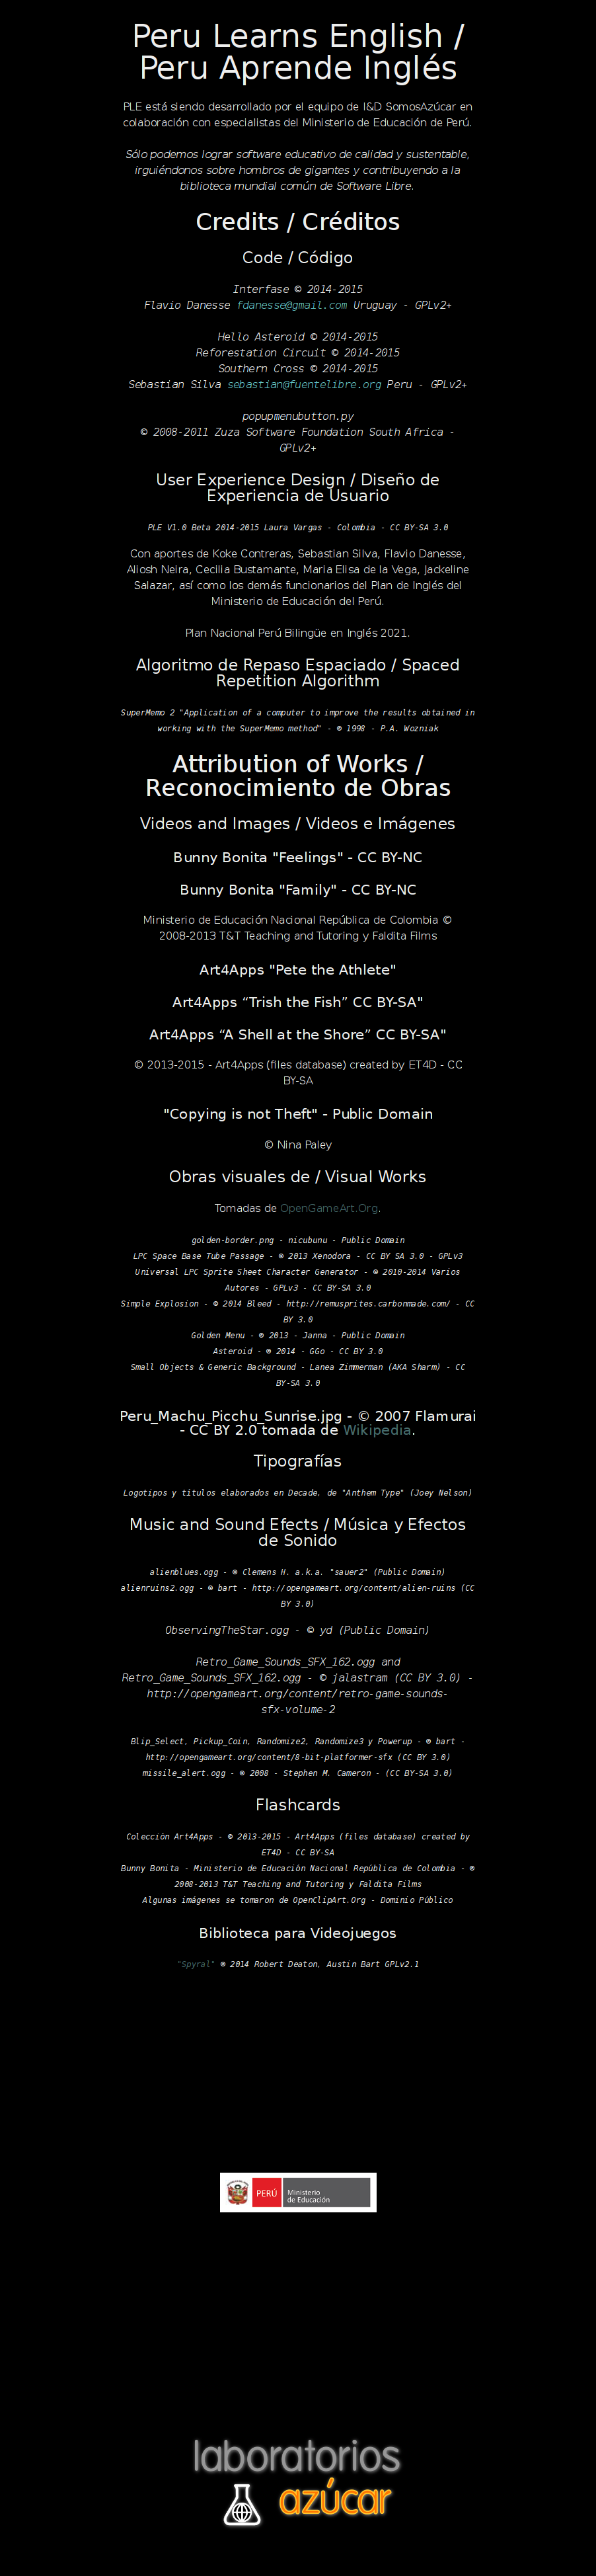 Peru Learns English /
Peru Aprende Inglés
PLE está siendo desarrollado por el equipo de I&D SomosAzúcar en
colaboración con especialistas del Ministerio de Educación de Perú.
Sólo podemos lograr software educativo de calidad y sustentable,
irguiéndonos sobre hombros de gigantes y contribuyendo a la
biblioteca mundial común de Software Libre.
Credits / Créditos
Code / Código
Interfase © 2014-2015
Flavio Danesse fdanesse@gmail.com Uruguay - GPLv2+
Hello Asteroid © 2014-2015
Reforestation Circuit © 2014-2015
Southern Cross © 2014-2015
Sebastian Silva sebastian@fuentelibre.org Peru - GPLv2+
popupmenubutton.py
© 2008-2011 Zuza Software Foundation South Africa -
GPLv2+
User Experience Design / Diseño de
Experiencia de Usuario
PLE V1.0 Beta 2014-2015 Laura Vargas - Colombia - CC BY-SA 3.0
Con aportes de Koke Contreras, Sebastian Silva, Flavio Danesse,
Aliosh Neira, Cecilia Bustamante, Maria Elisa de la Vega, Jackeline
Salazar, así como los demás funcionarios del Plan de Inglés del
Ministerio de Educación del Perú.
Plan Nacional Perú Bilingüe en Inglés 2021.
Algoritmo de Repaso Espaciado / Spaced
Repetition Algorithm
SuperMemo 2 "Application of a computer to improve the results obtained in
working with the SuperMemo method" - © 1998 - P.A. Wozniak
Attribution of Works /
Reconocimiento de Obras
Videos and Images / Videos e Imágenes
Bunny Bonita "Feelings" - CC BY-NC
Bunny Bonita "Family" - CC BY-NC
Ministerio de Educación Nacional República de Colombia ©
2008-2013 T&T Teaching and Tutoring y Faldita Films
Art4Apps "Pete the Athlete"
Art4Apps “Trish the Fish” CC BY-SA"
Art4Apps “A Shell at the Shore” CC BY-SA"
© 2013-2015 - Art4Apps (files database) created by ET4D - CC
BY-SA
"Copying is not Theft" - Public Domain
© Nina Paley
Obras visuales de / Visual Works
Tomadas de OpenGameArt.Org.
golden-border.png - nicubunu - Public Domain
LPC Space Base Tube Passage - © 2013 Xenodora - CC BY SA 3.0 - GPLv3
Universal LPC Sprite Sheet Character Generator - © 2010-2014 Varios
Autores - GPLv3 - CC BY-SA 3.0
Simple Explosion - © 2014 Bleed - http://remusprites.carbonmade.com/ - CC
BY 3.0
Golden Menu - © 2013 - Janna - Public Domain
Asteroid - © 2014 - GGo - CC BY 3.0
Small Objects & Generic Background - Lanea Zimmerman (AKA Sharm) - CC
BY-SA 3.0
Peru_Machu_Picchu_Sunrise.jpg - © 2007 Flamurai
- CC BY 2.0 tomada de Wikipedia.
Tipografías
Logotipos y titulos elaborados en Decade, de "Anthem Type" (Joey Nelson)
Music and Sound Efects / Música y Efectos
de Sonido
alienblues.ogg - © Clemens H. a.k.a. "sauer2" (Public Domain)
alienruins2.ogg - © bart - http://opengameart.org/content/alien-ruins (CC
BY 3.0)
ObservingTheStar.ogg - © yd (Public Domain)
Retro_Game_Sounds_SFX_162.ogg and
Retro_Game_Sounds_SFX_162.ogg - © jalastram (CC BY 3.0) -
http://opengameart.org/content/retro-game-sounds-
sfx-volume-2
Blip_Select, Pickup_Coin, Randomize2, Randomize3 y Powerup - © bart -
http://opengameart.org/content/8-bit-platformer-sfx (CC BY 3.0)
missile_alert.ogg - © 2008 - Stephen M. Cameron - (CC BY-SA 3.0)
Flashcards
Colección Art4Apps - © 2013-2015 - Art4Apps (files database) created by
ET4D - CC BY-SA
Bunny Bonita - Ministerio de Educación Nacional República de Colombia - ©
2008-2013 T&T Teaching and Tutoring y Faldita Films
Algunas imágenes se tomaron de OpenClipArt.Org - Dominio Público
Biblioteca para Videojuegos
"Spyral" © 2014 Robert Deaton, Austin Bart GPLv2.1
PERÚ
Ministerio
de Educación
laboratorios
azúcar